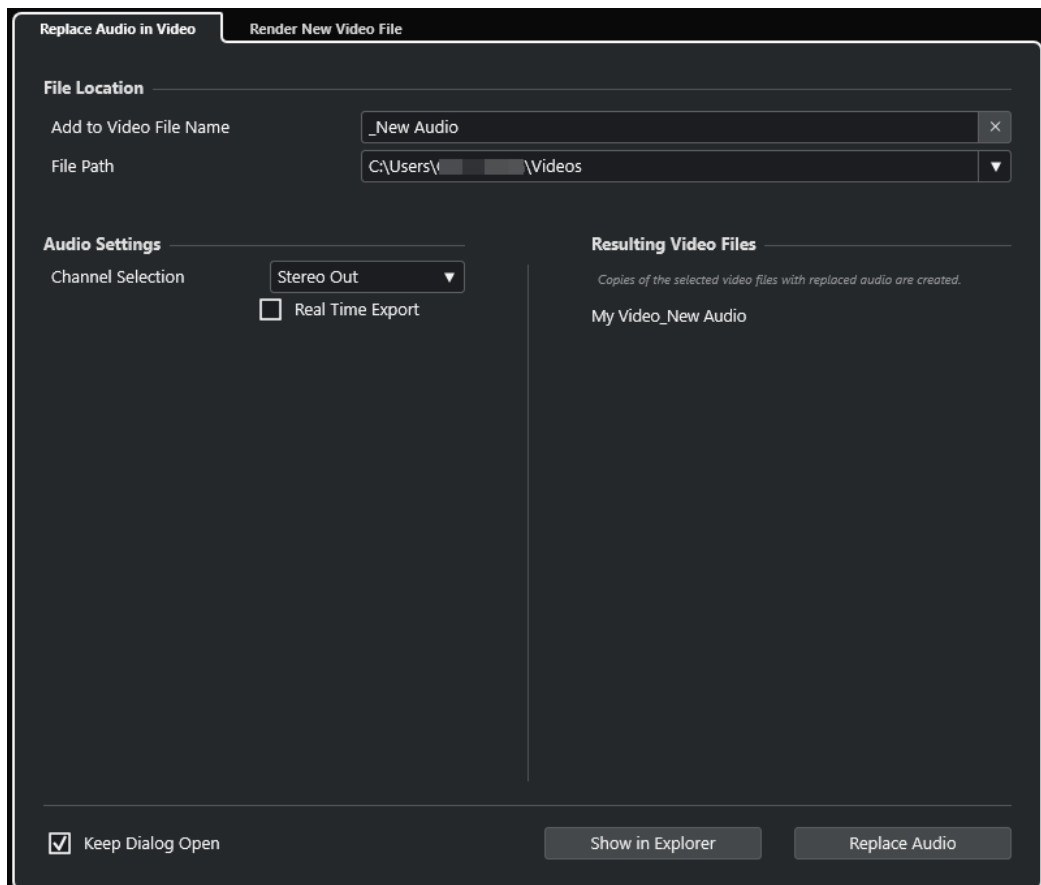 Replace Audio in Video
Render New Video File
File Location
Add to Video File Name
_New Audio
File Path
C:\Users\ \Videos
Audio Settings
Channel Selection
Stereo Out
Real Time Export
Resulting Video Files
Copies of the selected video files with replaced audio are created.
My Video_New Audio
Keep Dialog Open
Show in Explorer
Replace Audio